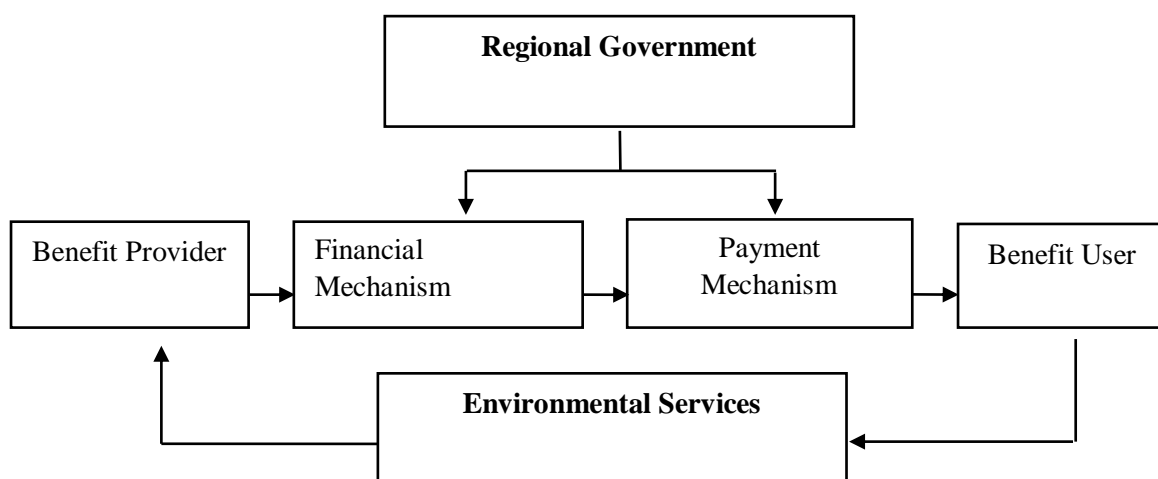 Regional Government
Benefit Provider
Financial
Mechanism
Payment
Mechanism
Benefit User
Environmental Services